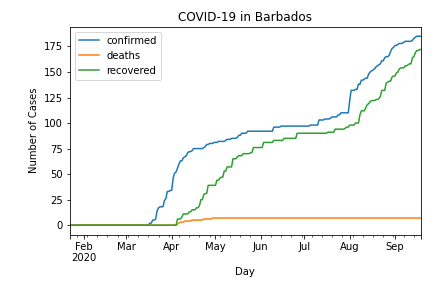 COVID-19 in Barbados
confirmed
deaths
recovered
Number of Cases
175
150
125
100
75
50
25
0
Feb Mar Apr May Jun Jul Aug Sep
2020
Day